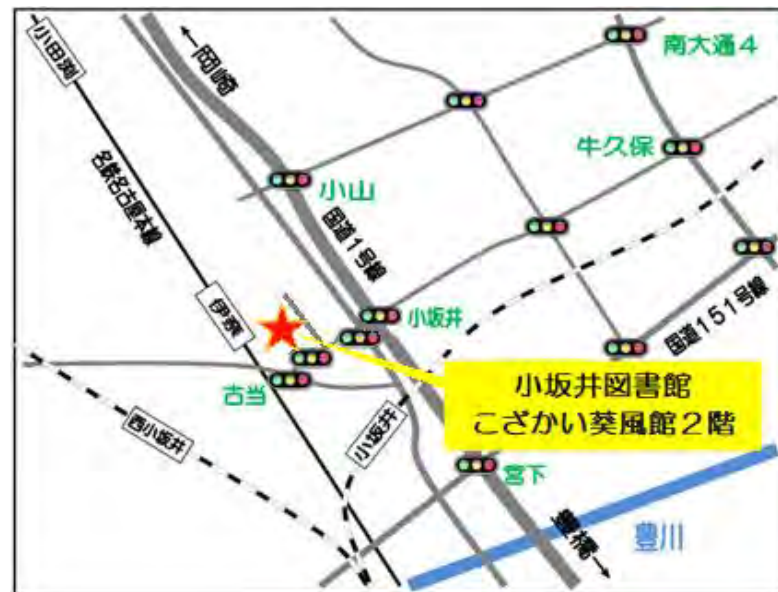 小田渕
←岡崎
南大通4
牛久保
名鉄名古屋本線
小山
国道1号線
伊奈
小坂井
国道151号線
古当
小坂井図書館
こざかい葵風館2階
小坂井
西小坂井
宮下
豊橋→
豊川